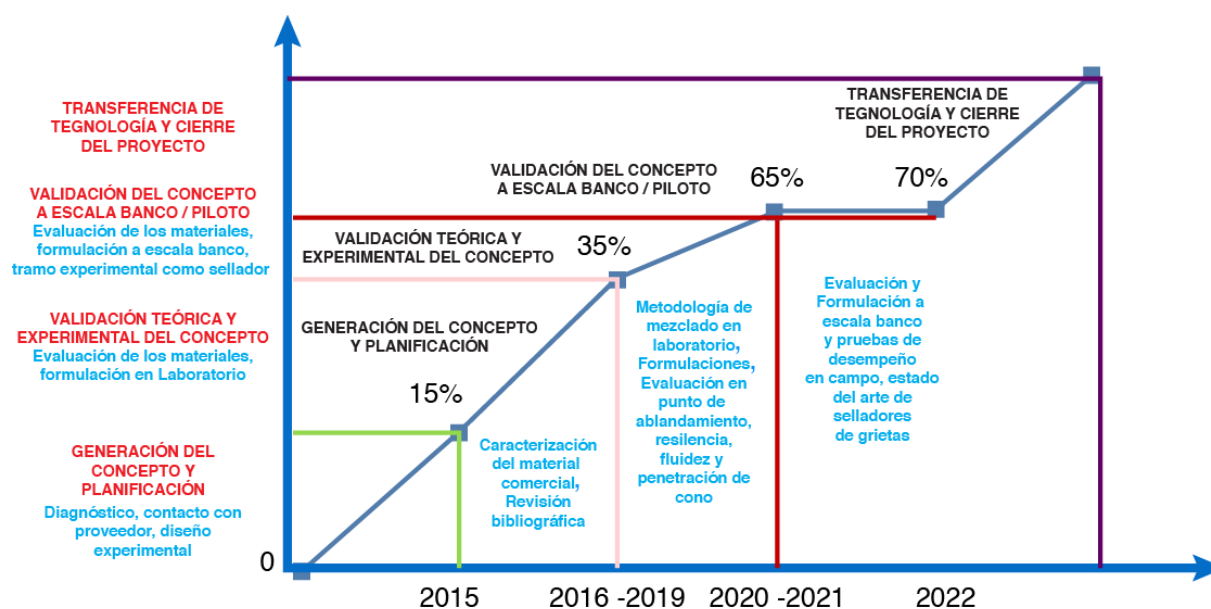 TRANSFERENCIA DE
TEGNOLOGÍA Y CIERRE
DEL PROYECTO
VALIDACIÓN DEL CONCEPTO
A ESCALA BANCO / PILOTO
Evaluación de los materiales,
formulación a escala banco,
tramo experimental como sellador
VALIDACIÓN TEÓRICA Y
EXPERIMENTAL DEL CONCEPTO
Evaluación de los materiales,
formulación en Laboratorio
GENERACIÓN DEL
CONCEPTO Y
PLANIFICACIÓN
Diagnóstico, contacto con
proveedor, diseño
experimental
0
GENERACIÓN DEL CONCEPTO
Y PLANIFICACIÓN
15%
VALIDACIÓN TEÓRICA Y
EXPERIMENTAL DEL CONCEPTO
35%
VALIDACIÓN DEL CONCEPTO
A ESCALA BANCO / PILOTO
65%
70%
TRANSFERENCIA DE
TEGNOLOGÍA Y CIERRE
DEL PROYECTO
Caracterización
del material
comercial,
Revisión
bibliográfica
Metodología de
mezclado en
laboratorio,
Formulaciones,
Evaluación en
punto de
ablandamiento,
resilencia,
fluidez y
penetración de
cono
Evaluación y
Formulación a
escala banco
y pruebas de
desempeño
en campo, estado
del arte de
selladores
de grietas
2015
2016 -2019
2020 -2021
2022